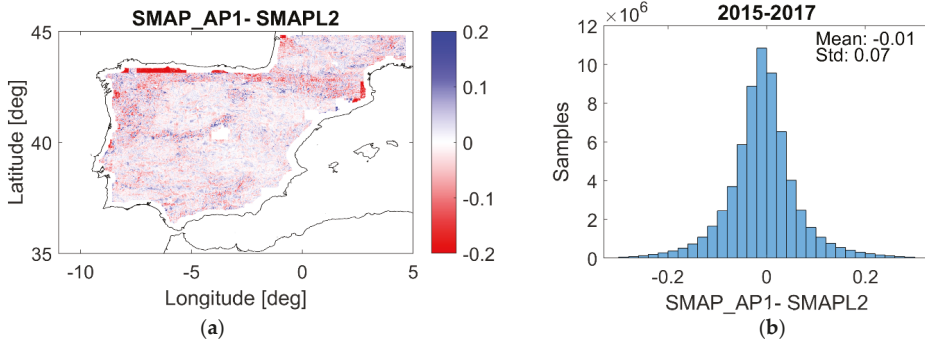 SMAP_AP1- SMAPL2
45
40
35
Latitude [deg]
-10
-5
0
5
Longitude [deg]
0.2
0.1
0
-0.1
-0.2
(a)
2015-2017
×10⁶
Mean: -0.01
Std: 0.07
12
10
8
6
4
2
0
Samples
-0.2
0
0.2
SMAP_AP1- SMAPL2
(b)